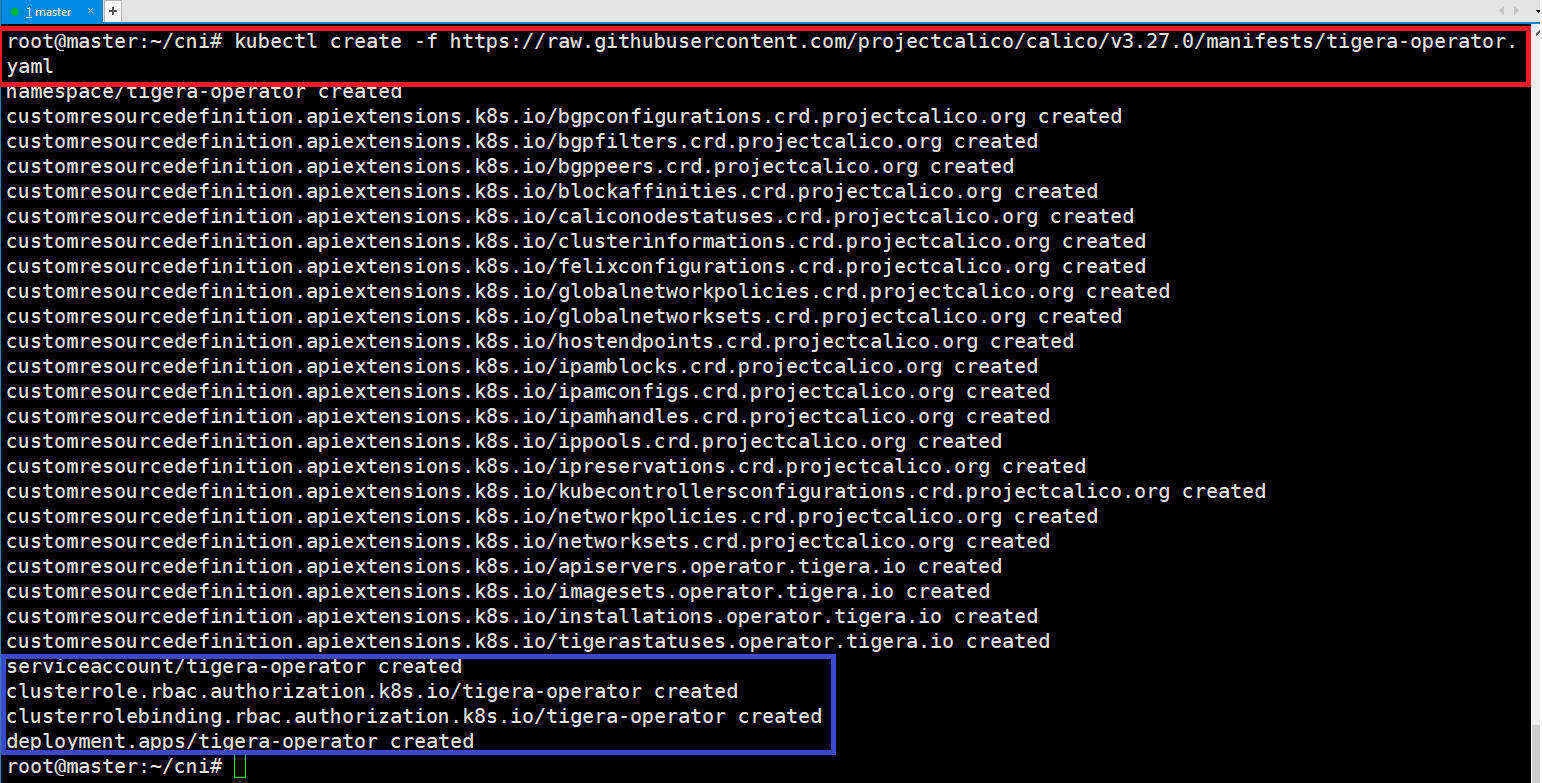 1 master × +
root@master:~/cni# kubectl create -f https://raw.githubusercontent.com/projectcalico/calico/v3.27.0/manifests/tigera-operator.
yaml
namespace/tigera-operator created
customresourcedefinition.apiextensions.k8s.io/bgpconfigurations.crd.projectcalico.org created
customresourcedefinition.apiextensions.k8s.io/bgpfilters.crd.projectcalico.org created
customresourcedefinition.apiextensions.k8s.io/bgppeers.crd.projectcalico.org created
customresourcedefinition.apiextensions.k8s.io/blockaffinities.crd.projectcalico.org created
customresourcedefinition.apiextensions.k8s.io/caliconodestatuses.crd.projectcalico.org created
customresourcedefinition.apiextensions.k8s.io/clusterinformations.crd.projectcalico.org created
customresourcedefinition.apiextensions.k8s.io/felixconfigurations.crd.projectcalico.org created
customresourcedefinition.apiextensions.k8s.io/globalnetworkpolicies.crd.projectcalico.org created
customresourcedefinition.apiextensions.k8s.io/globalnetworksets.crd.projectcalico.org created
customresourcedefinition.apiextensions.k8s.io/hostendpoints.crd.projectcalico.org created
customresourcedefinition.apiextensions.k8s.io/ipamblocks.crd.projectcalico.org created
customresourcedefinition.apiextensions.k8s.io/ipamconfigs.crd.projectcalico.org created
customresourcedefinition.apiextensions.k8s.io/ipamhandles.crd.projectcalico.org created
customresourcedefinition.apiextensions.k8s.io/ippools.crd.projectcalico.org created
customresourcedefinition.apiextensions.k8s.io/ipreservations.crd.projectcalico.org created
customresourcedefinition.apiextensions.k8s.io/kubecontrollersconfigurations.crd.projectcalico.org created
customresourcedefinition.apiextensions.k8s.io/networkpolicies.crd.projectcalico.org created
customresourcedefinition.apiextensions.k8s.io/networksets.crd.projectcalico.org created
customresourcedefinition.apiextensions.k8s.io/apiservers.operator.tigera.io created
customresourcedefinition.apiextensions.k8s.io/imagesets.operator.tigera.io created
customresourcedefinition.apiextensions.k8s.io/installations.operator.tigera.io created
customresourcedefinition.apiextensions.k8s.io/tigerastatuses.operator.tigera.io created
serviceaccount/tigera-operator created
clusterrole.rbac.authorization.k8s.io/tigera-operator created
clusterrolebinding.rbac.authorization.k8s.io/tigera-operator created
deployment.apps/tigera-operator created
root@master:~/cni#